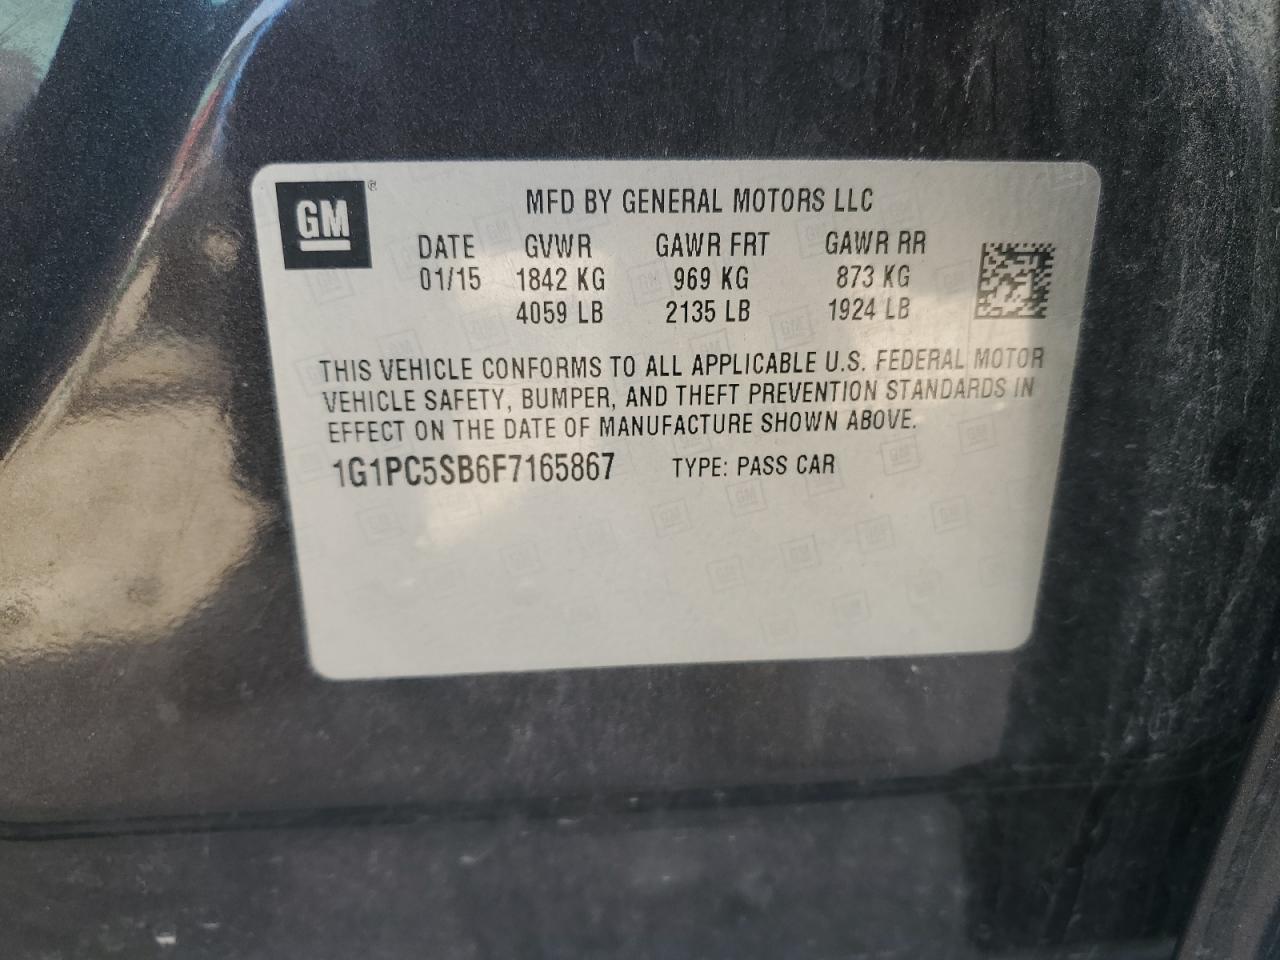 GM®
MFD BY GENERAL MOTORS LLC
DATE GVWR GAWR FRT GAWR RR
01/15 1842 KG 969 KG 873 KG
4059 LB 2135 LB 1924 LB
THIS VEHICLE CONFORMS TO ALL APPLICABLE U.S. FEDERAL MOTOR
VEHICLE SAFETY, BUMPER, AND THEFT PREVENTION STANDARDS IN
EFFECT ON THE DATE OF MANUFACTURE SHOWN ABOVE.
1G1PC5SB6F7165867 TYPE: PASS CAR